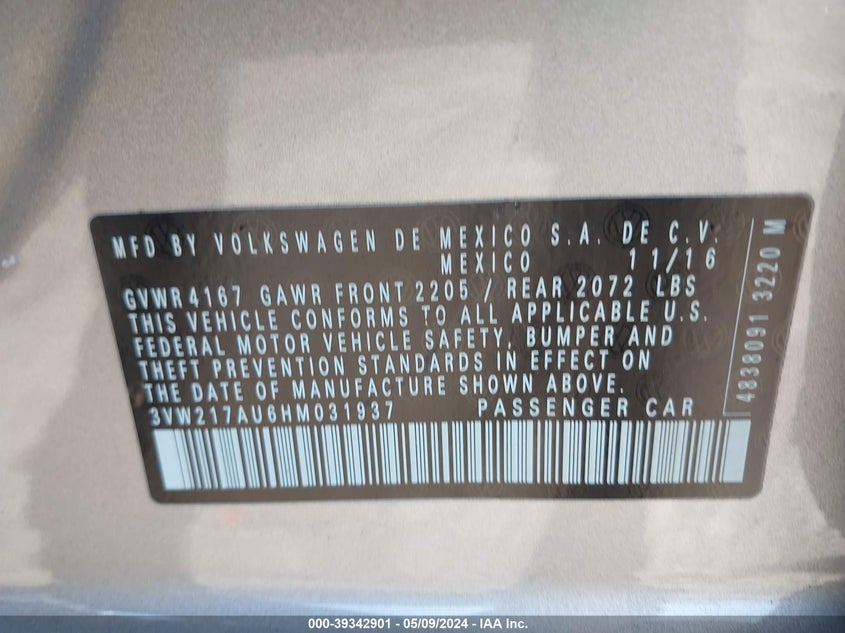 MFD BY VOLKSWAGEN DE MEXICO S.A. DE C.V.
MEXICO 11/16
GVWR 4167 GAWR FRONT 2205 / REAR 2072 LBS
THIS VEHICLE CONFORMS TO ALL APPLICABLE U.S.
FEDERAL MOTOR VEHICLE SAFETY, BUMPER AND
THEFT PREVENTION STANDARDS IN EFFECT ON
THE DATE OF MANUFACTURE SHOWN ABOVE.
3VW217AU6HM031937 PASSENGER CAR
4838091 3220 M
000-39342901 - 05/09/2024 - IAA Inc.